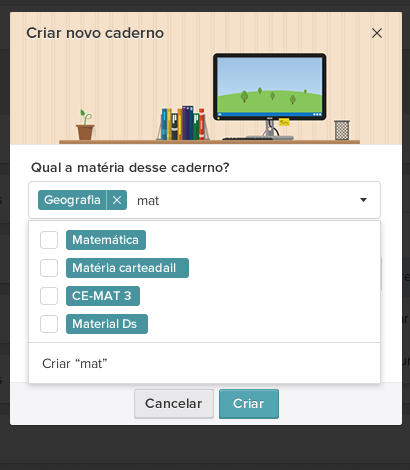 Criar novo caderno
Qual a matéria desse caderno?
Geografia mat
Matemática
Matéria carteadail
CE-MAT 3
Material Ds
Criar “mat”
Cancelar Criar